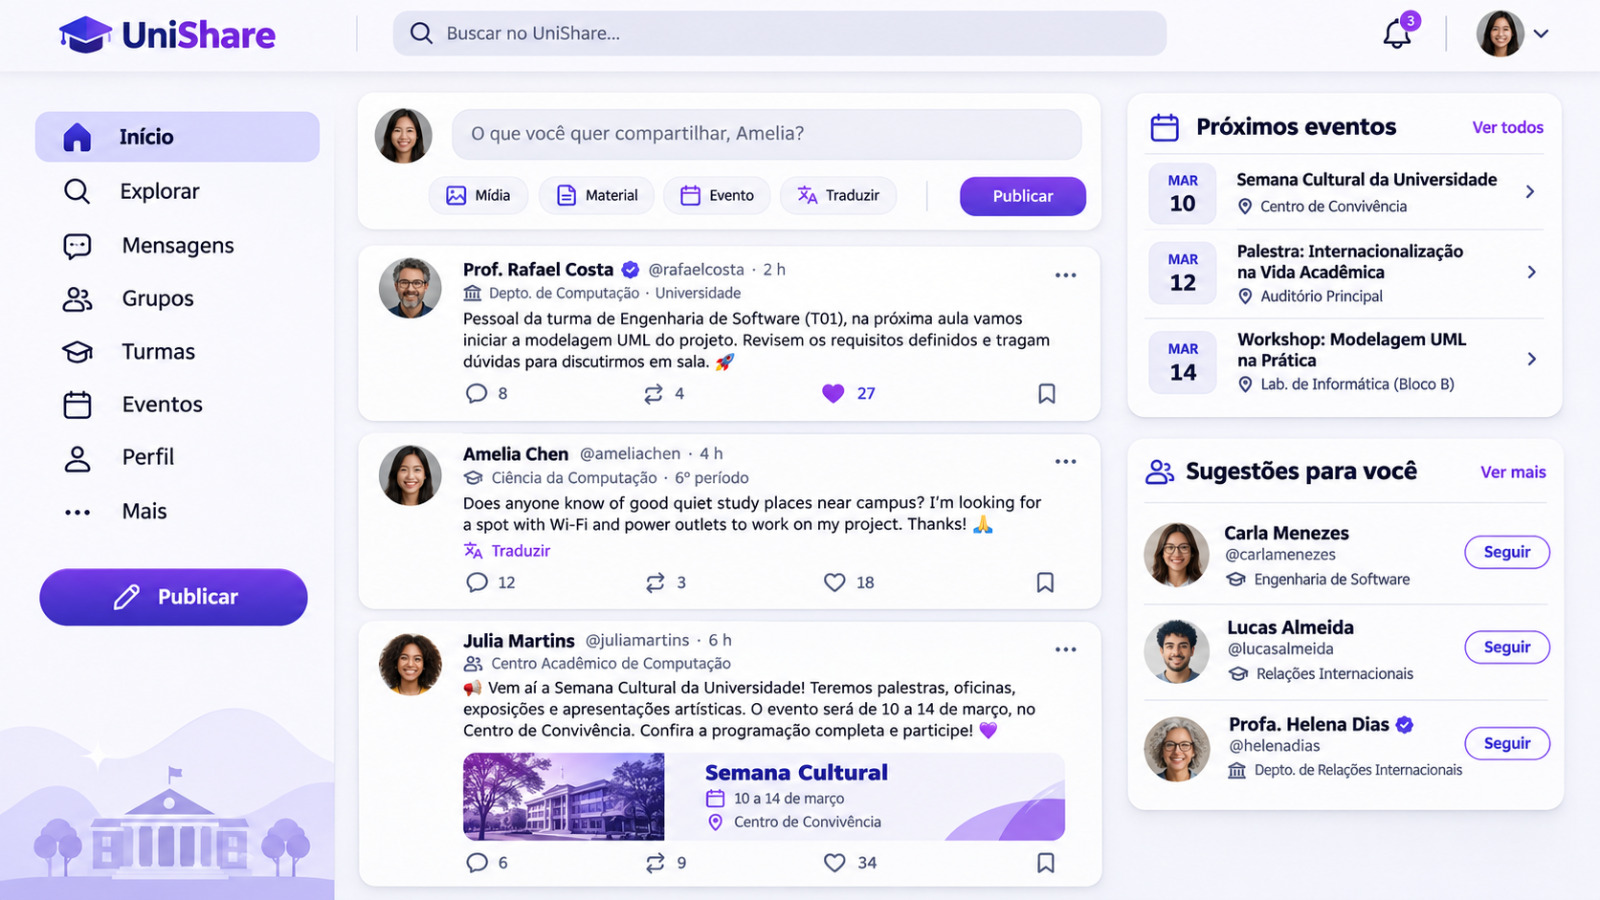 UniShare
Buscar no UniShare...
3
Início
Explorar
Mensagens
Grupos
Turmas
Eventos
Perfil
Mais
Publicar
O que você quer compartilhar, Amelia?
Mídia
Material
Evento
Traduzir
Publicar
Prof. Rafael Costa @rafaelcosta · 2 h
Depto. de Computação · Universidade
Pessoal da turma de Engenharia de Software (T01), na próxima aula vamos
iniciar a modelagem UML do projeto. Revisem os requisitos definidos e tragam
dúvidas para discutirmos em sala. 🚀
8 4 27
Amelia Chen @ameliachen · 4 h
Ciência da Computação · 6º período
Does anyone know of good quiet study places near campus? I'm looking for
a spot with Wi-Fi and power outlets to work on my project. Thanks! 🙏
Traduzir
12 3 18
Julia Martins @juliamartins · 6 h
Centro Acadêmico de Computação
📢 Vem aí a Semana Cultural da Universidade! Teremos palestras, oficinas,
exposições e apresentações artísticas. O evento será de 10 a 14 de março, no
Centro de Convivência. Confira a programação completa e participe! 💜
Semana Cultural
10 a 14 de março
Centro de Convivência
6 9 34
Próximos eventos
Ver todos
MAR
10
Semana Cultural da Universidade
Centro de Convivência
MAR
12
Palestra: Internacionalização
na Vida Acadêmica
Auditório Principal
MAR
14
Workshop: Modelagem UML
na Prática
Lab. de Informática (Bloco B)
Sugestões para você
Ver mais
Carla Menezes
@carlamenezes
Engenharia de Software
Seguir
Lucas Almeida
@lucasalmeida
Relações Internacionais
Seguir
Profa. Helena Dias
@helenadias
Depto. de Relações Internacionais
Seguir